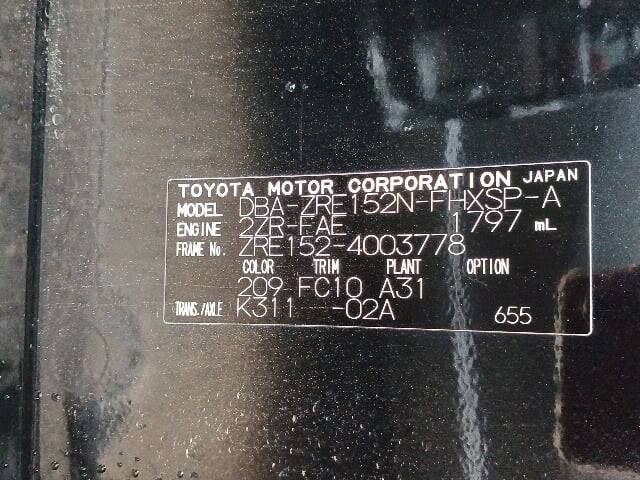 TOYOTA MOTOR CORPORATION JAPAN
MODEL DBA-ZRE152N-FHXSP-A
ENGINE 2ZR-FAE 1797 mL
FRAME No. ZRE152-4003778
COLOR TRIM PLANT OPTION
209 FC10 A31
TRANS./AXLE K311 -02A 655